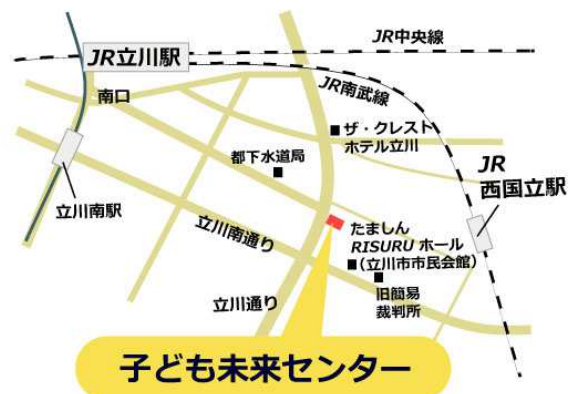 JR中央線
JR立川駅
JR南武線
南口
ザ・クレスト
ホテル立川
都下水道局
JR
西国立駅
立川南駅
立川南通り
たましん
RISURU ホール
(立川市市民会館)
立川通り
旧簡易
裁判所
子ども未来センター